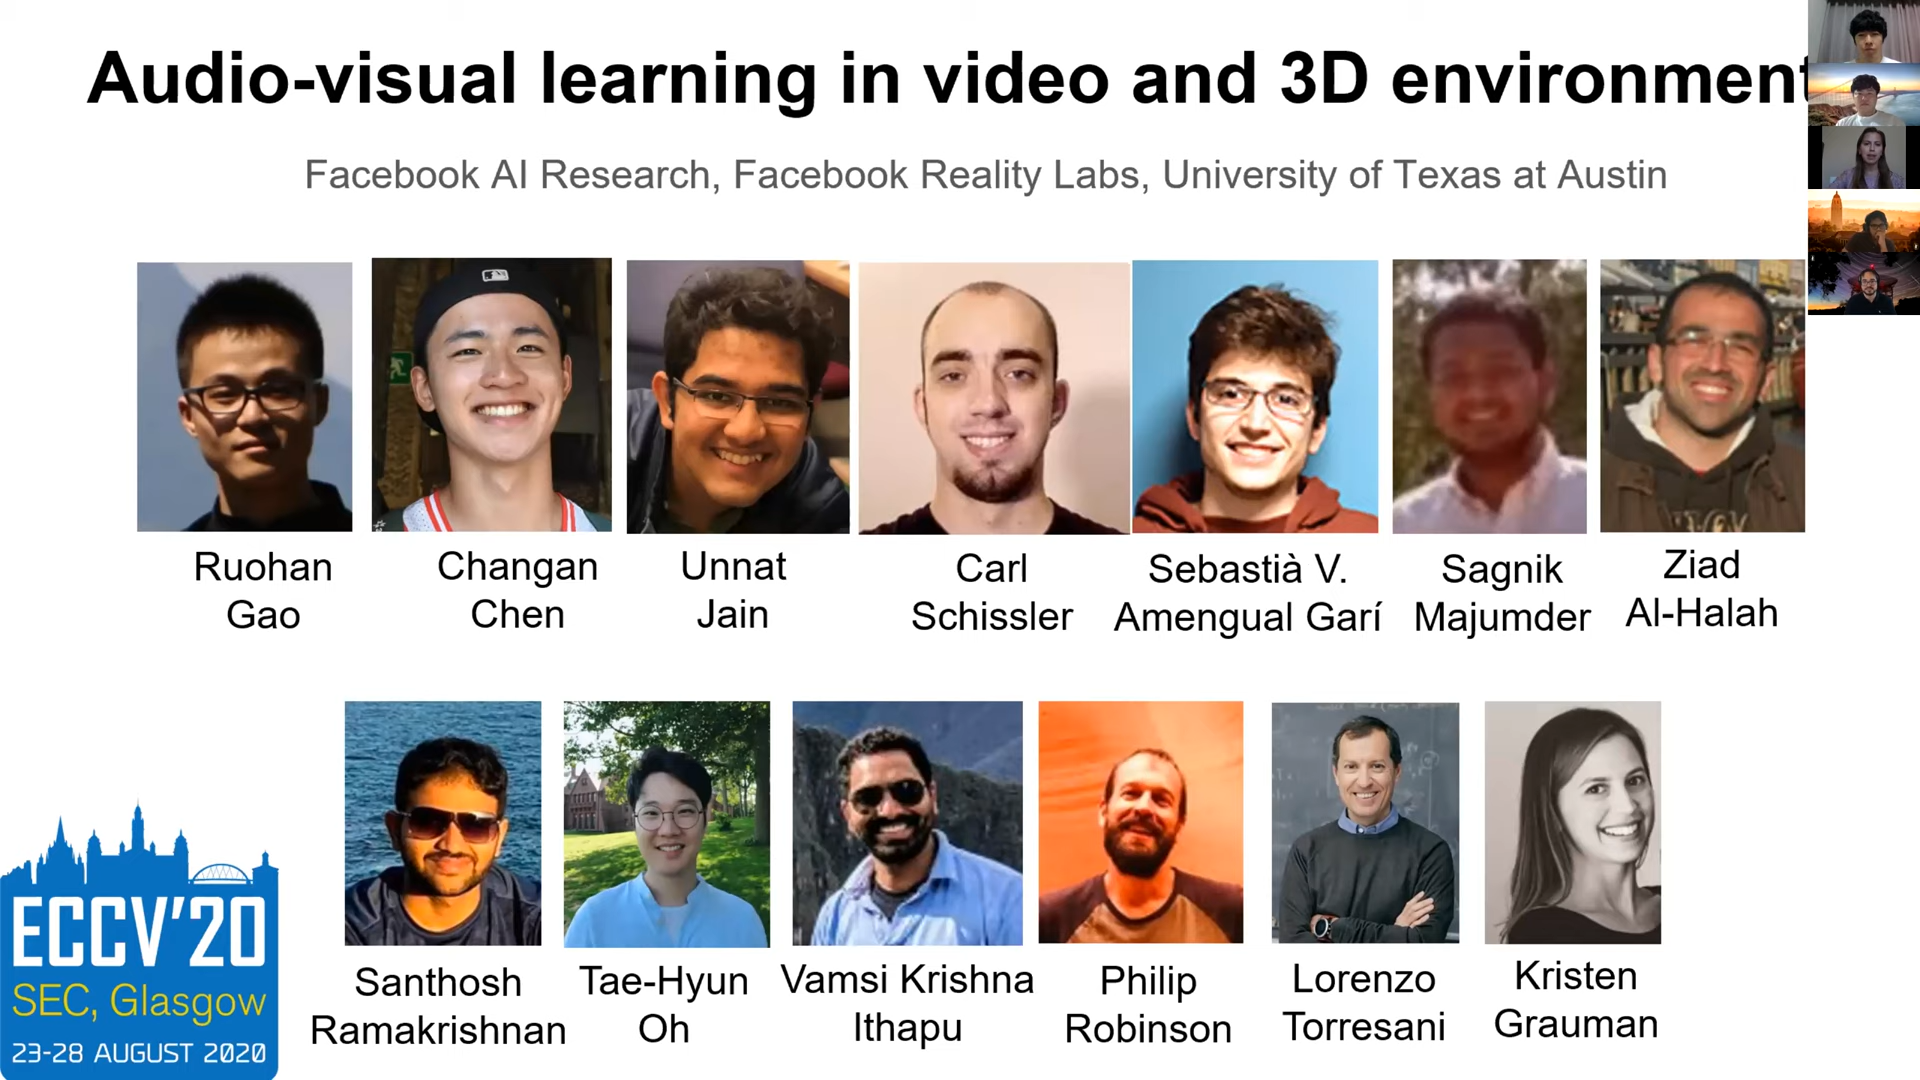 Audio-visual learning in video and 3D environment
Facebook AI Research, Facebook Reality Labs, University of Texas at Austin
Ruohan
Gao
Changan
Chen
Unnat
Jain
Carl
Schissler
Sebastià V.
Amengual Garí
Sagnik
Majumder
Ziad
Al-Halah
Santhosh
Ramakrishnan
Tae-Hyun
Oh
Vamsi Krishna
Ithapu
Philip
Robinson
Lorenzo
Torresani
Kristen
Grauman
ECCV'20
SEC, Glasgow
23-28 AUGUST 2020